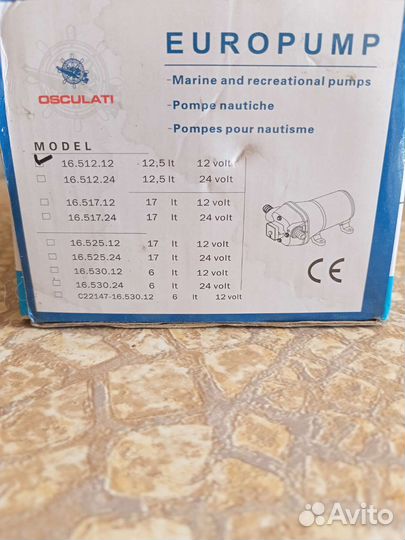 EUROPUMP
OSCULATI
-Marine and recreational pumps
-Pompe nautiche
-Pompes pour nautisme
MODEL
16.512.12 12,5 lt 12 volt
16.512.24 12,5 lt 24 volt
16.517.12 17 lt 12 volt
16.517.24 17 lt 24 volt
16.525.12 17 lt 12 volt
16.525.24 17 lt 24 volt
16.530.12 6 lt 12 volt
16.530.24 6 lt 24 volt
C22147-16.530.12 6 lt 12 volt
CE
Avito